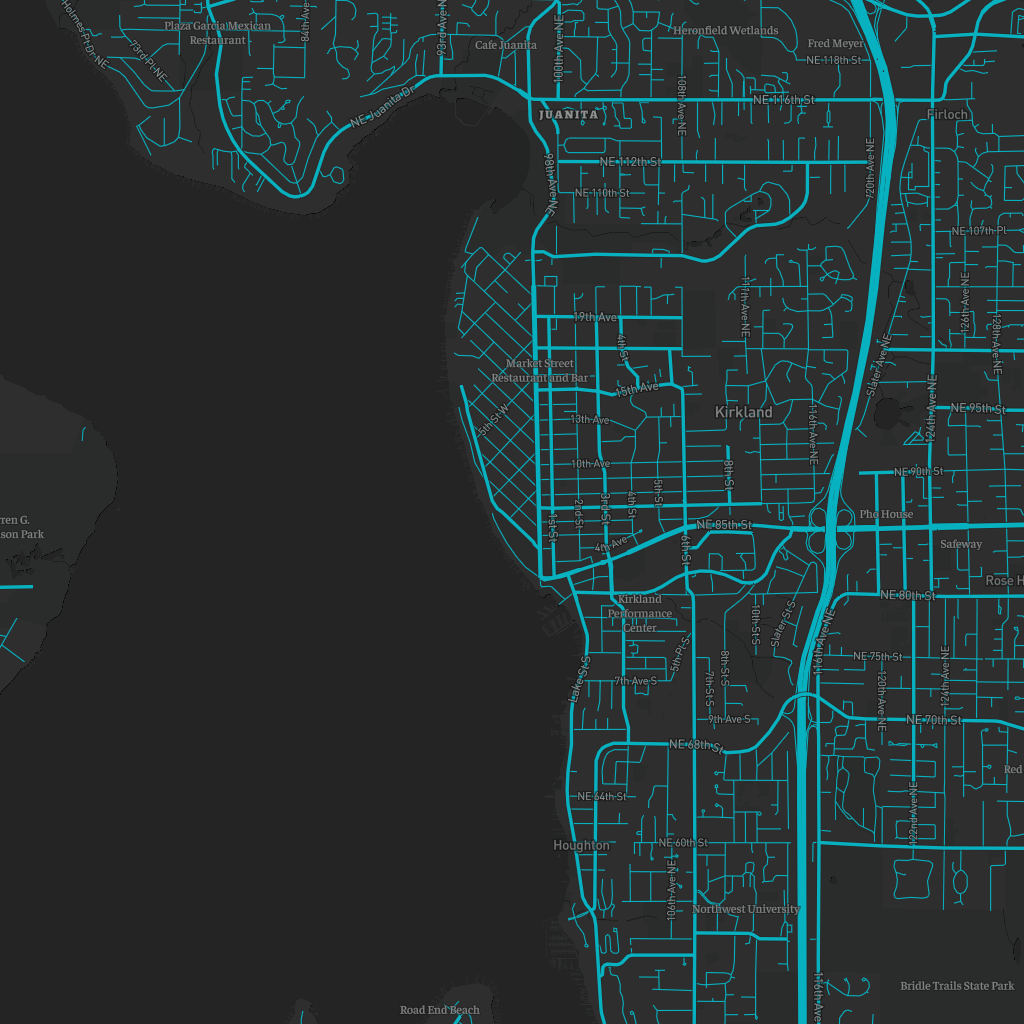 Holmes Pt Dr NE
73rd Pl NE
Plaza Garcia Mexican
Restaurant
84th Ave
93rd Ave N
Cafe Juanita
100th Ave NE
Heronfield Wetlands
Fred Meyer
NE 118th St
NE Juanita Dr
JUANITA
108th Ave NE
NE 116th St
Firloch
98th Ave NE
NE 112th St
120th Ave NE
NE 110th St
NE 107th Pl
111th Ave NE
126th Ave NE
128th Ave NE
19th Ave
4th St
Slater Ave NE
Market Street
Restaurant and Bar
15th Ave
5th St W
13th Ave
Kirkland
116th Ave NE
124th Ave NE
NE 95th St
10th Ave
8th St
NE 90th St
5th St
4th St
3rd St
2nd St
1st St
Pho House
NE 85th St
rren G.
son Park
4th Ave
6th St
Safeway
Rose H
NE 80th St
Kirkland
Performance
Center
10th St S
Slater St S
116th Ave NE
5th Pl S
8th St S
NE 75th St
Lake St S
7th Ave S
7th St S
120th Ave NE
124th Ave NE
9th Ave S
NE 70th St
NE 68th St
Red
NE 64th St
122nd Ave NE
Houghton
NE 60th St
106th Ave NE
Northwest University
116th Ave
Bridle Trails State Park
Road End Beach